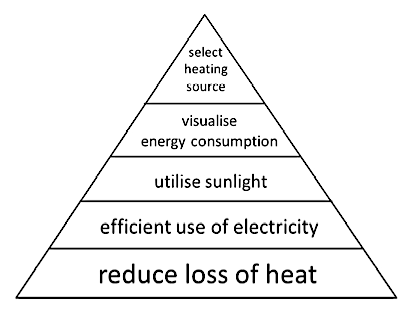 select
heating
source
visualise
energy consumption
utilise sunlight
efficient use of electricity
reduce loss of heat